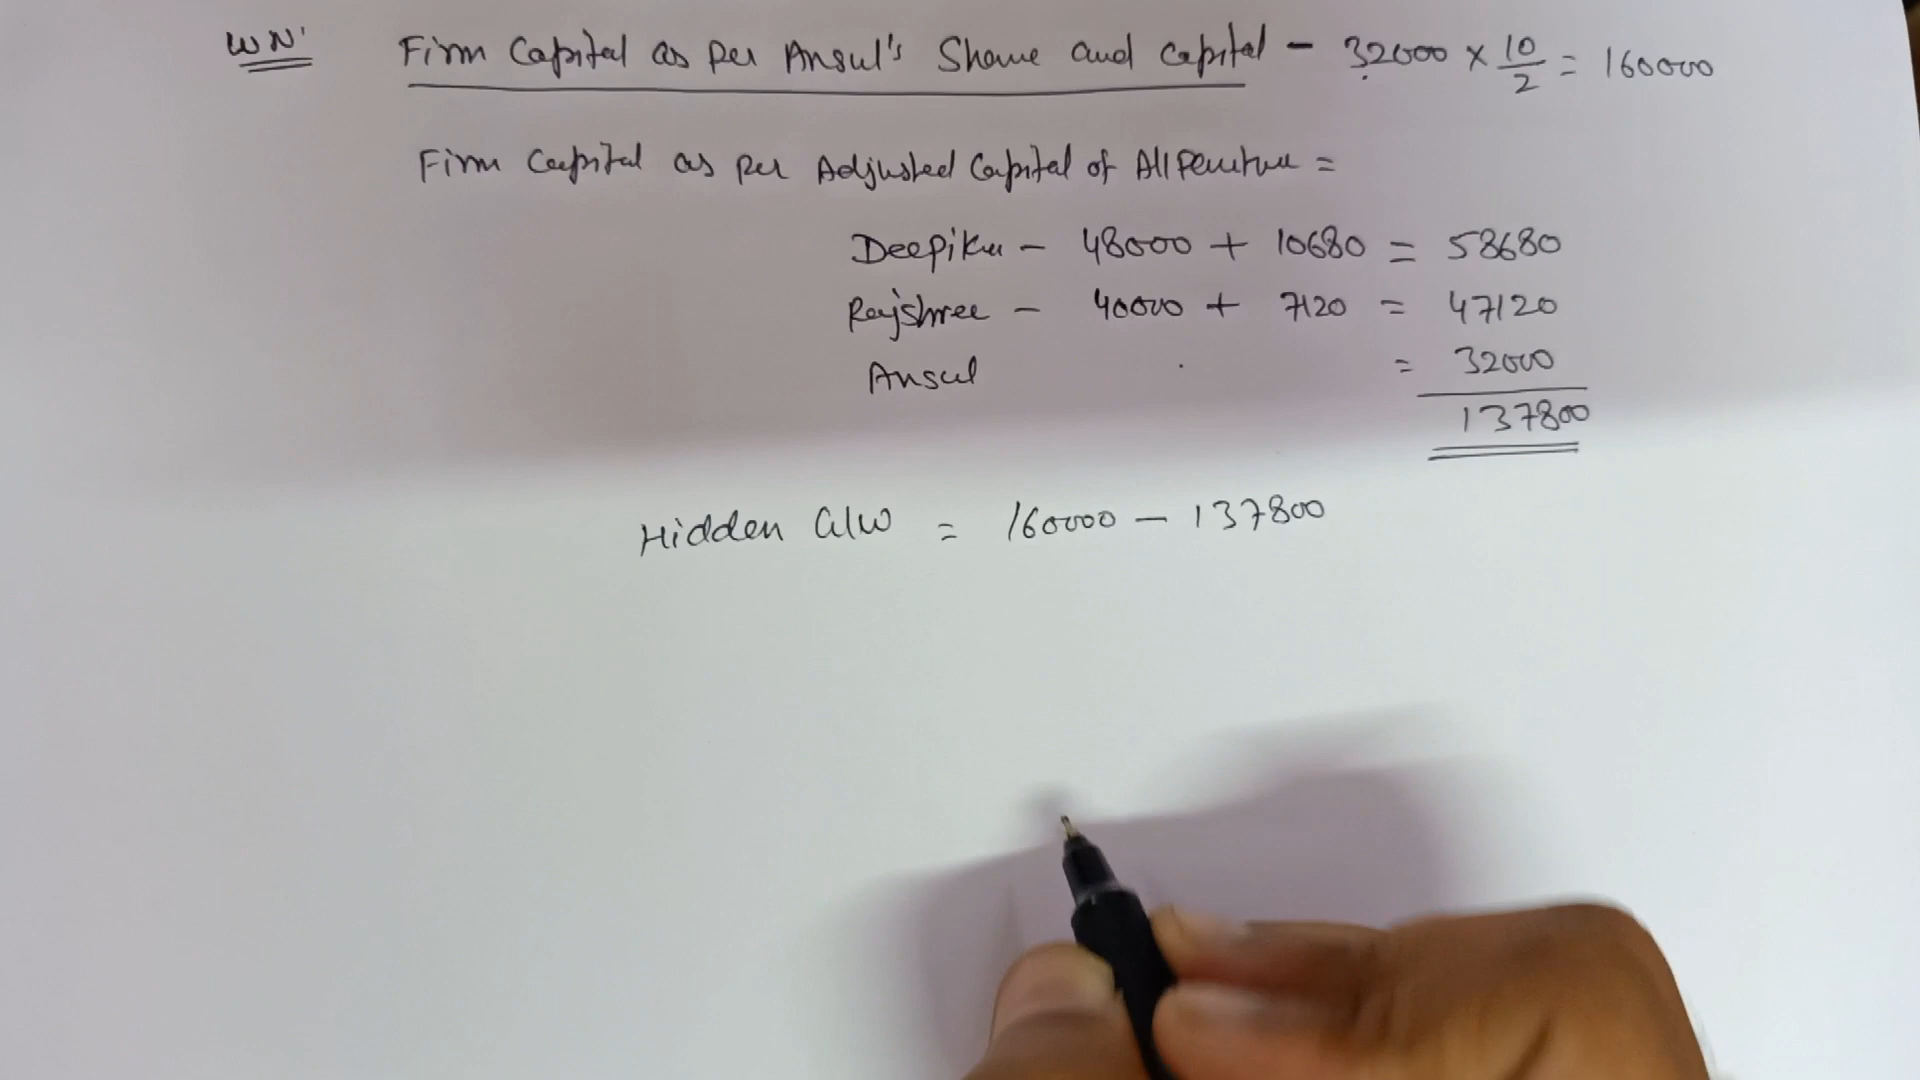 WN' Firm Capital as per Ansul's Share and Capital - 32000 × 10/2 = 160000
Firm Capital as per Adjusted Capital of All Partner =
Deepika - 48000 + 10680 = 58680
Rajshree - 40000 + 7120 = 47120
Ansul = 32000
137800
Hidden G/W = 160000 - 137800